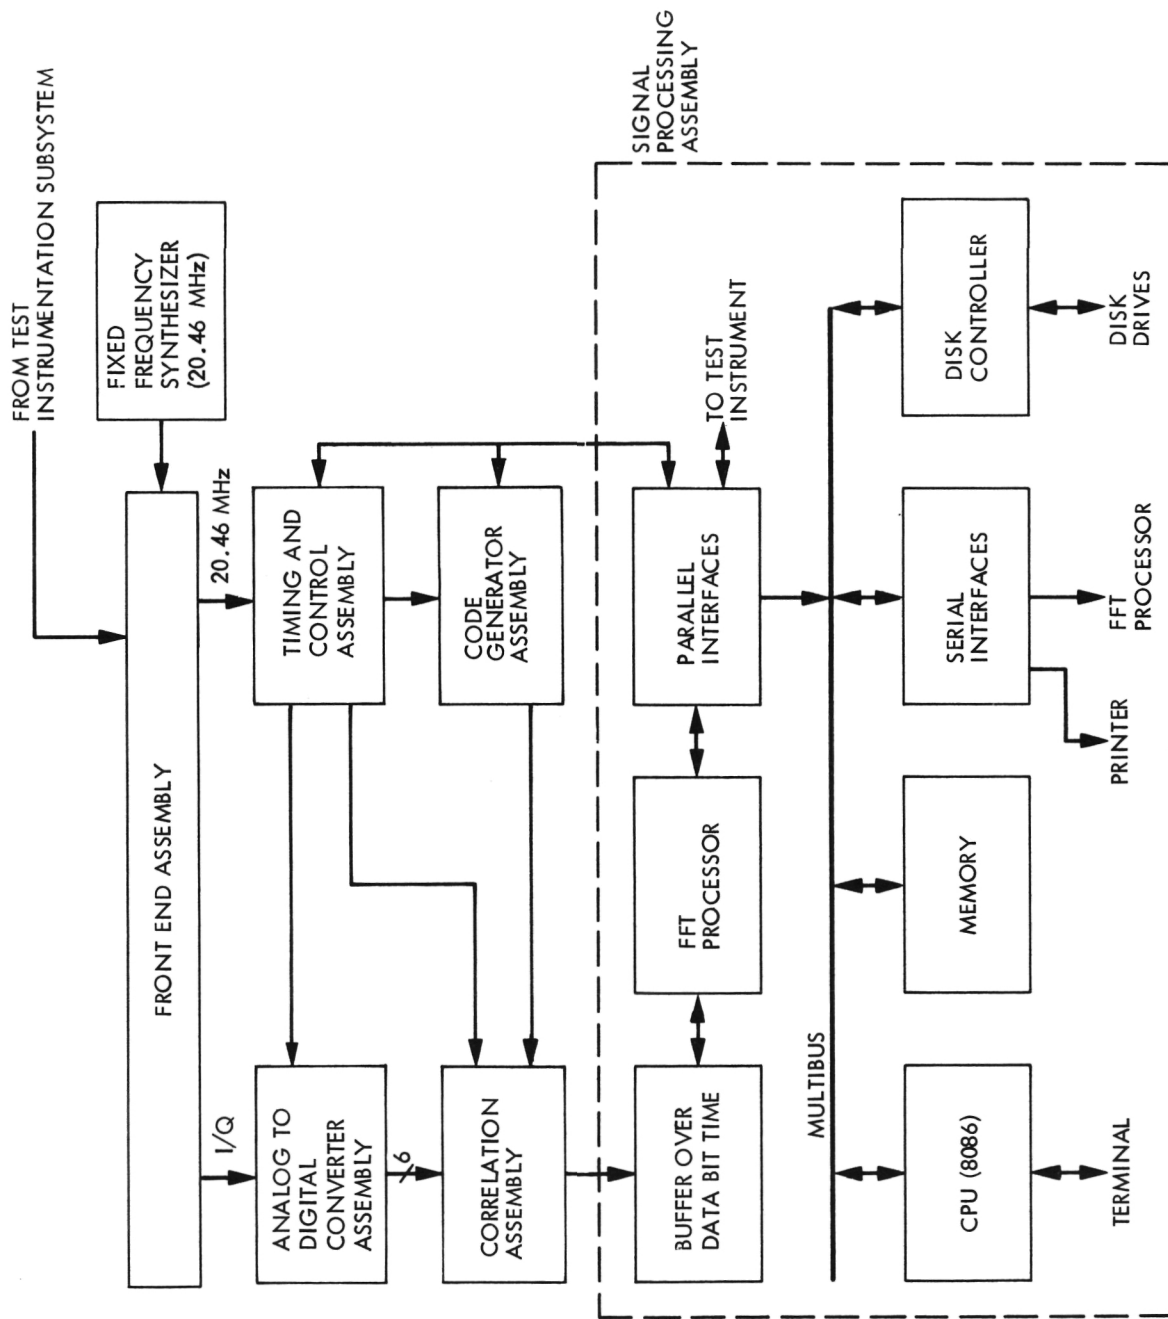 FROM TEST
INSTRUMENTATION SUBSYSTEM
FIXED
FREQUENCY
SYNTHESIZER
(20.46 MHz)
FRONT END ASSEMBLY
I/Q
20.46 MHz
ANALOG TO
DIGITAL
CONVERTER
ASSEMBLY
TIMING AND
CONTROL
ASSEMBLY
6
CORRELATION
ASSEMBLY
CODE
GENERATOR
ASSEMBLY
SIGNAL
PROCESSING
ASSEMBLY
BUFFER OVER
DATA BIT TIME
FFT
PROCESSOR
PARALLEL
INTERFACES
TO TEST
INSTRUMENT
MULTIBUS
CPU (8086)
MEMORY
SERIAL
INTERFACES
DISK
CONTROLLER
TERMINAL
PRINTER
FFT
PROCESSOR
DISK
DRIVES